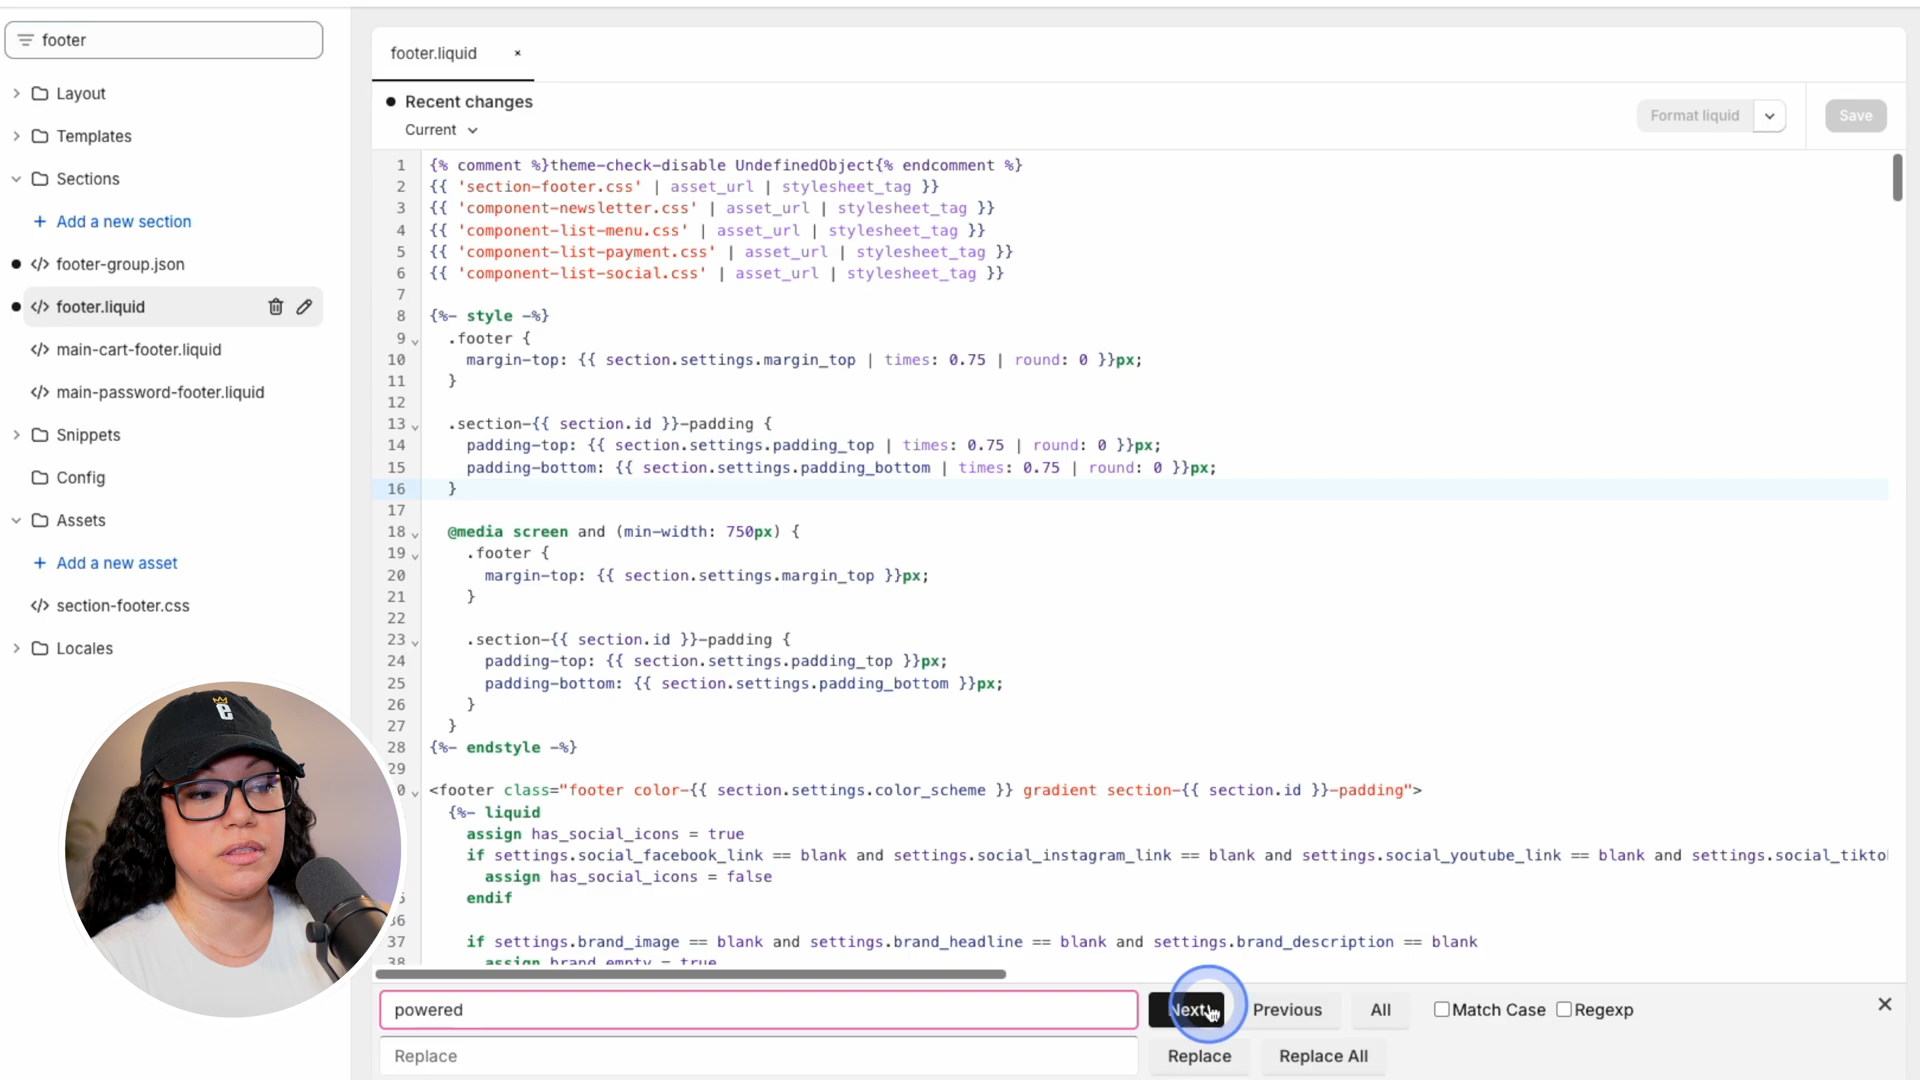 footer
Layout
Templates
Sections
+ Add a new section
footer-group.json
footer.liquid
main-cart-footer.liquid
main-password-footer.liquid
Snippets
Config
Assets
+ Add a new asset
section-footer.css
Locales
footer.liquid ×
Recent changes
Current
Format liquid
Save
1 {% comment %}theme-check-disable UndefinedObject{% endcomment %}
2 {{ 'section-footer.css' | asset_url | stylesheet_tag }}
3 {{ 'component-newsletter.css' | asset_url | stylesheet_tag }}
4 {{ 'component-list-menu.css' | asset_url | stylesheet_tag }}
5 {{ 'component-list-payment.css' | asset_url | stylesheet_tag }}
6 {{ 'component-list-social.css' | asset_url | stylesheet_tag }}
7
8 {%- style -%}
9 .footer {
10 margin-top: {{ section.settings.margin_top | times: 0.75 | round: 0 }}px;
11 }
12
13 .section-{{ section.id }}-padding {
14 padding-top: {{ section.settings.padding_top | times: 0.75 | round: 0 }}px;
15 padding-bottom: {{ section.settings.padding_bottom | times: 0.75 | round: 0 }}px;
16 }
17
18 @media screen and (min-width: 750px) {
19 .footer {
20 margin-top: {{ section.settings.margin_top }}px;
21 }
22
23 .section-{{ section.id }}-padding {
24 padding-top: {{ section.settings.padding_top }}px;
25 padding-bottom: {{ section.settings.padding_bottom }}px;
26 }
27 }
28 {%- endstyle -%}
29
0 <footer class="footer color-{{ section.settings.color_scheme }} gradient section-{{ section.id }}-padding">
{%- liquid
assign has_social_icons = true
if settings.social_facebook_link == blank and settings.social_instagram_link == blank and settings.social_youtube_link == blank and settings.social_tikto
assign has_social_icons = false
endif
36
37 if settings.brand_image == blank and settings.brand_headline == blank and settings.brand_description == blank
38 assign brand_empty = true
powered
Next
Previous
All
Match Case
Regexp
Replace
Replace
Replace All
e